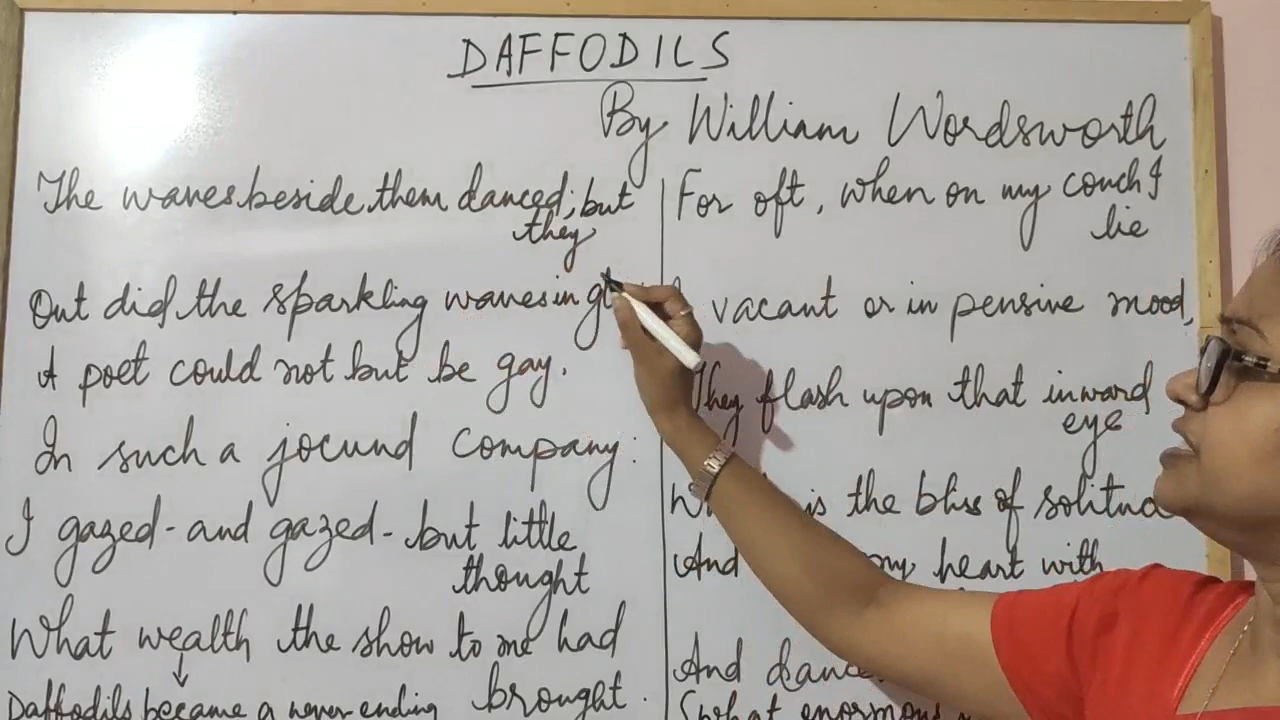 DAFFODILS
By William Wordsworth
The waves beside them danced; but
they
Out did the sparkling waves in
A poet could not but be gay.
In such a jocund company:
I gazed-and gazed-but little
thought
What wealth the show to me had
brought.
Daffodils became a never ending
For oft, when on my couch I
lie
vacant or in pensive mood,
They flash upon that inward
eye
is the bliss of
And my heart with
And
what enormous